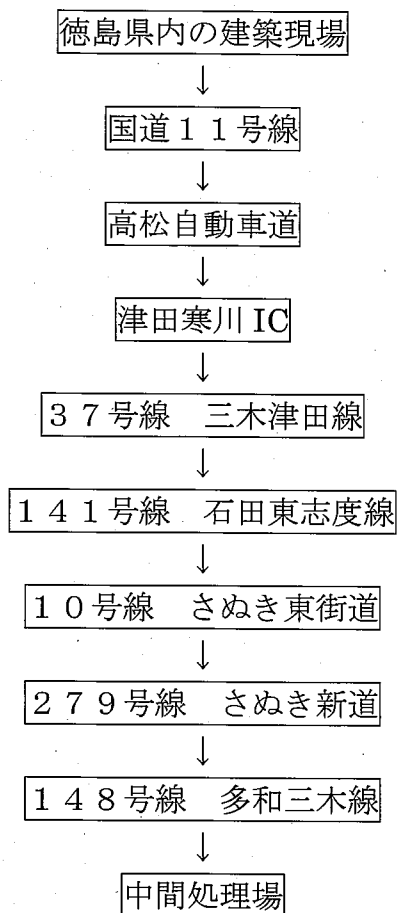 徳島県内の建築現場
↓
国道１１号線
↓
高松自動車道
↓
津田寒川 IC
↓
３７号線　三木津田線
↓
１４１号線　石田東志度線
↓
１０号線　さぬき東街道
↓
２７９号線　さぬき新道
↓
１４８号線　多和三木線
↓
中間処理場